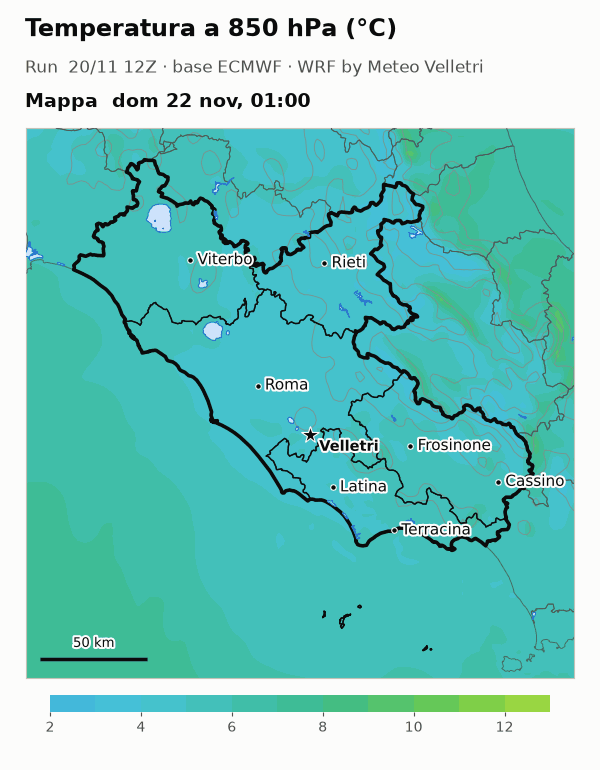 Temperatura a 850 hPa (°C)
Run  20/11 12Z · base ECMWF · WRF by Meteo Velletri
Mappa  dom 22 nov, 01:00
Viterbo
Rieti
Roma
Velletri
Frosinone
Latina
Cassino
Terracina
50 km
2 4 6 8 10 12